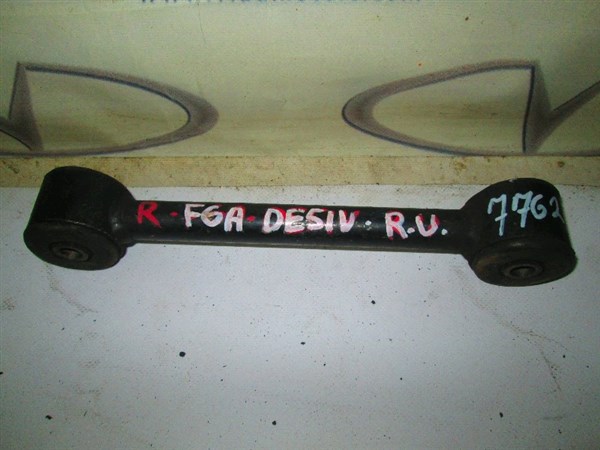 R · FGA · DESIV · R.U.
7762